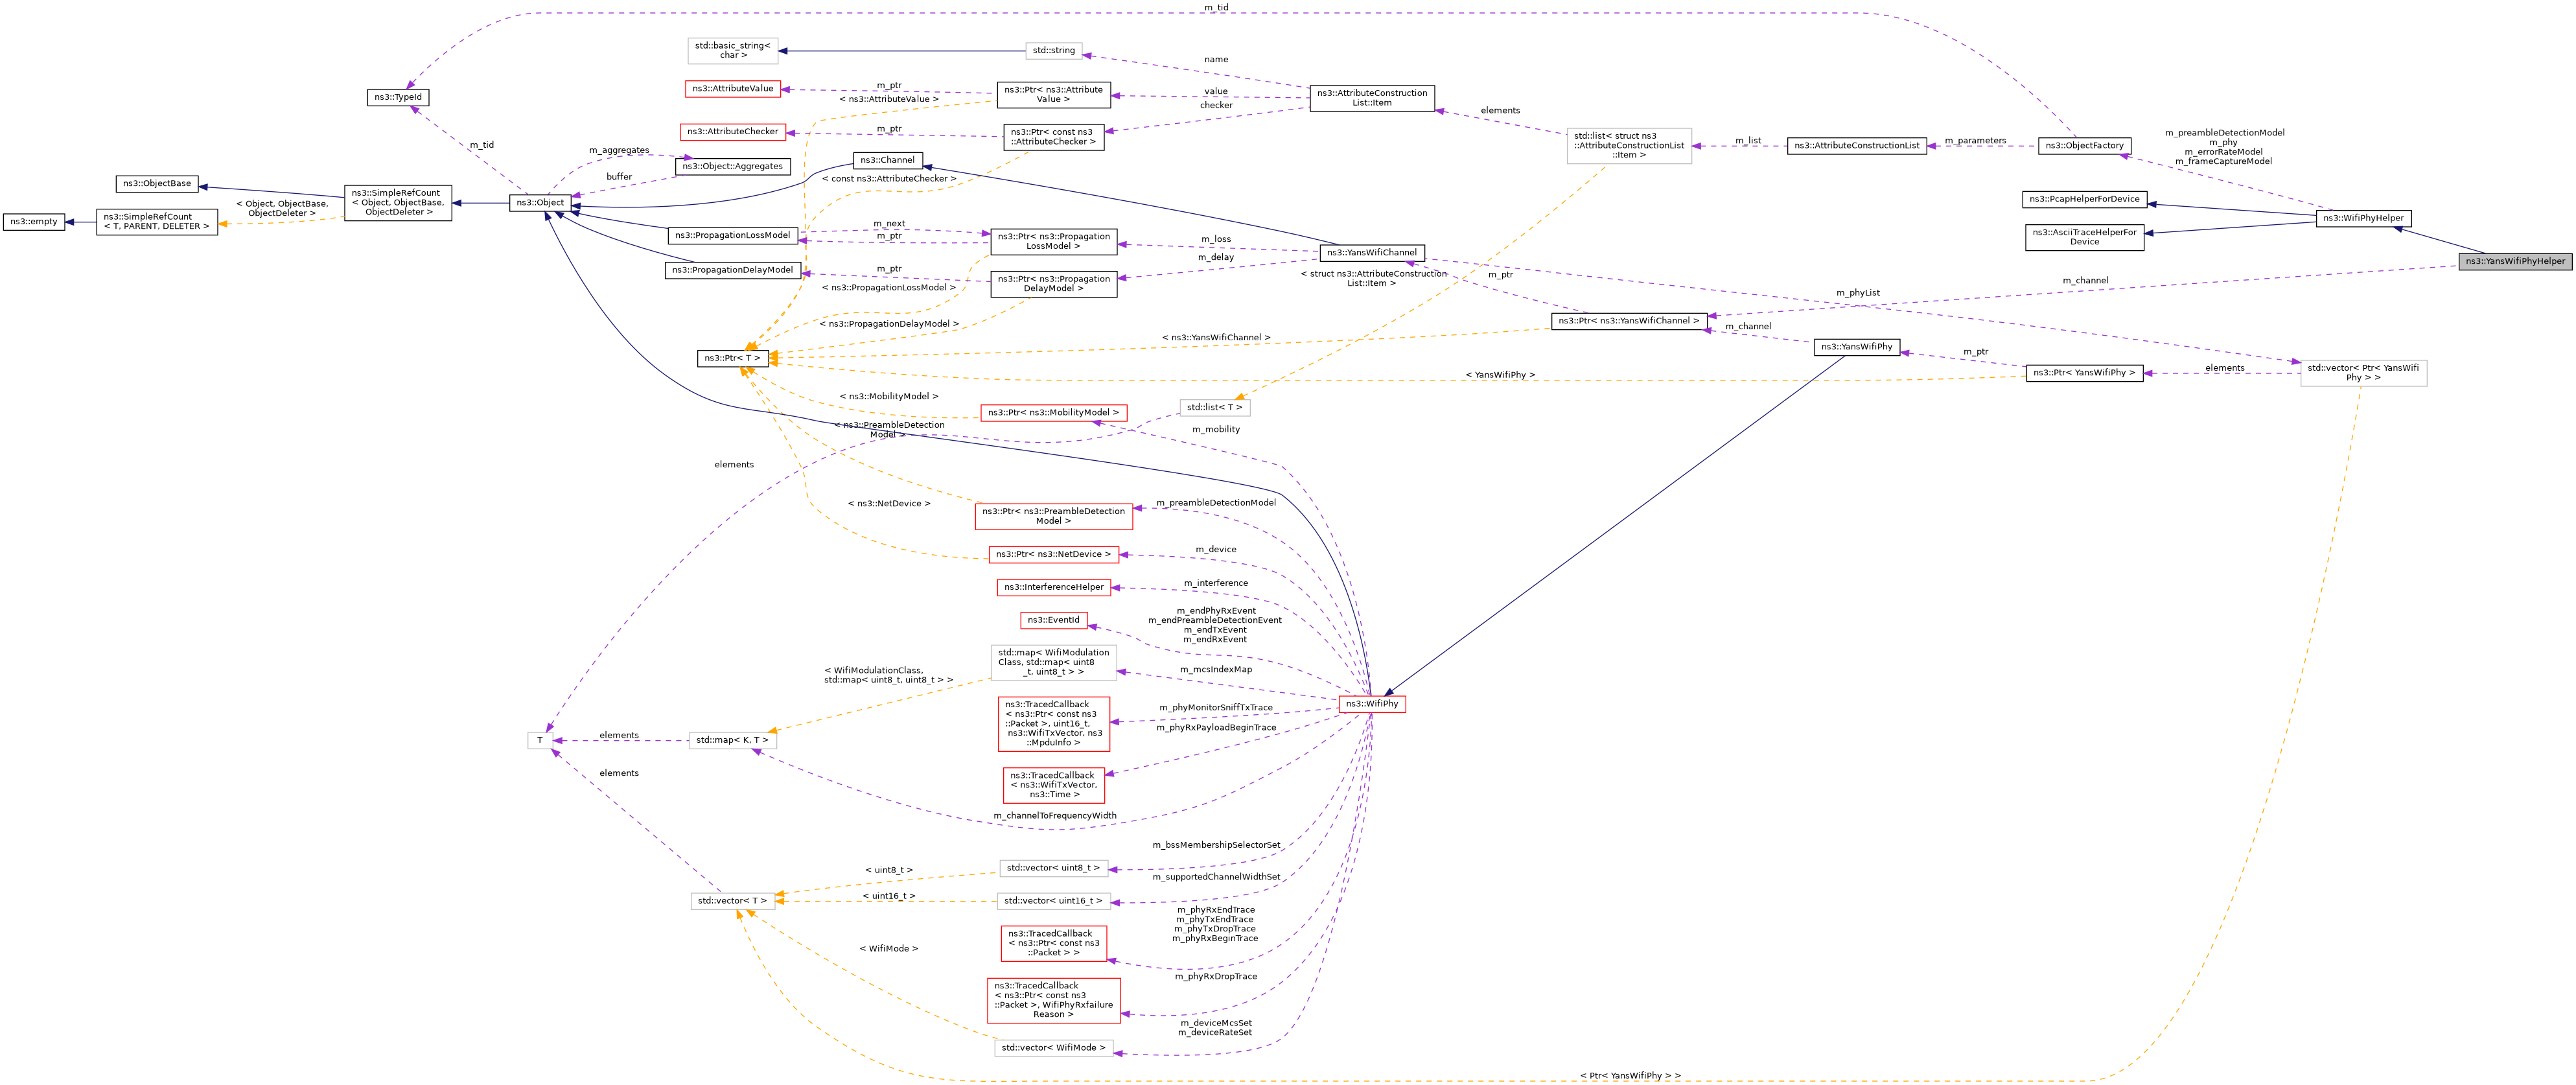 m_tid
std::basic_string<
char >
std::string
name
ns3::TypeId
ns3::AttributeValue
m_ptr
< ns3::AttributeValue >
ns3::Ptr< ns3::Attribute
Value >
value
checker
ns3::AttributeConstruction
List::Item
elements
ns3::AttributeChecker
m_ptr
ns3::Ptr< const ns3
::AttributeChecker >
std::list< struct ns3
::AttributeConstructionList
::Item >
m_list
ns3::AttributeConstructionList
m_parameters
ns3::ObjectFactory
m_preambleDetectionModel
m_phy
m_errorRateModel
m_frameCaptureModel
m_tid
m_aggregates
ns3::Object::Aggregates
buffer
ns3::Channel
< const ns3::AttributeChecker >
ns3::ObjectBase
ns3::SimpleRefCount
< Object, ObjectBase,
ObjectDeleter >
ns3::Object
ns3::empty
ns3::SimpleRefCount
< T, PARENT, DELETER >
< Object, ObjectBase,
ObjectDeleter >
ns3::PcapHelperForDevice
ns3::AsciiTraceHelperFor
Device
ns3::WifiPhyHelper
ns3::YansWifiPhyHelper
ns3::PropagationLossModel
m_next
m_ptr
ns3::Ptr< ns3::Propagation
LossModel >
m_loss
m_delay
ns3::YansWifiChannel
ns3::PropagationDelayModel
m_ptr
ns3::Ptr< ns3::Propagation
DelayModel >
< ns3::PropagationLossModel >
< struct ns3::AttributeConstruction
List::Item >
m_ptr
m_phyList
m_channel
< ns3::PropagationDelayModel >
< ns3::YansWifiChannel >
ns3::Ptr< ns3::YansWifiChannel >
m_channel
ns3::YansWifiPhy
m_ptr
ns3::Ptr< T >
< YansWifiPhy >
ns3::Ptr< YansWifiPhy >
elements
std::vector< Ptr< YansWifi
Phy > >
< ns3::MobilityModel >
ns3::Ptr< ns3::MobilityModel >
std::list< T >
m_mobility
< ns3::PreambleDetection
Model >
elements
< ns3::NetDevice >
ns3::Ptr< ns3::PreambleDetection
Model >
m_preambleDetectionModel
ns3::Ptr< ns3::NetDevice >
m_device
ns3::InterferenceHelper
m_interference
ns3::EventId
m_endPhyRxEvent
m_endPreambleDetectionEvent
m_endTxEvent
m_endRxEvent
std::map< WifiModulation
Class, std::map< uint8
_t, uint8_t > >
m_mcsIndexMap
< WifiModulationClass,
std::map< uint8_t, uint8_t > >
ns3::WifiPhy
ns3::TracedCallback
< ns3::Ptr< const ns3
::Packet >, uint16_t,
ns3::WifiTxVector, ns3
::MpduInfo >
m_phyMonitorSniffTxTrace
m_phyRxPayloadBeginTrace
T
elements
std::map< K, T >
ns3::TracedCallback
< ns3::WifiTxVector,
ns3::Time >
elements
m_channelToFrequencyWidth
m_bssMembershipSelectorSet
< uint8_t >
std::vector< uint8_t >
m_supportedChannelWidthSet
std::vector< T >
< uint16_t >
std::vector< uint16_t >
m_phyRxEndTrace
m_phyTxEndTrace
m_phyTxDropTrace
m_phyRxBeginTrace
ns3::TracedCallback
< ns3::Ptr< const ns3
::Packet > >
< WifiMode >
m_phyRxDropTrace
ns3::TracedCallback
< ns3::Ptr< const ns3
::Packet >, WifiPhyRxfailure
Reason >
m_deviceMcsSet
m_deviceRateSet
std::vector< WifiMode >
< Ptr< YansWifiPhy > >